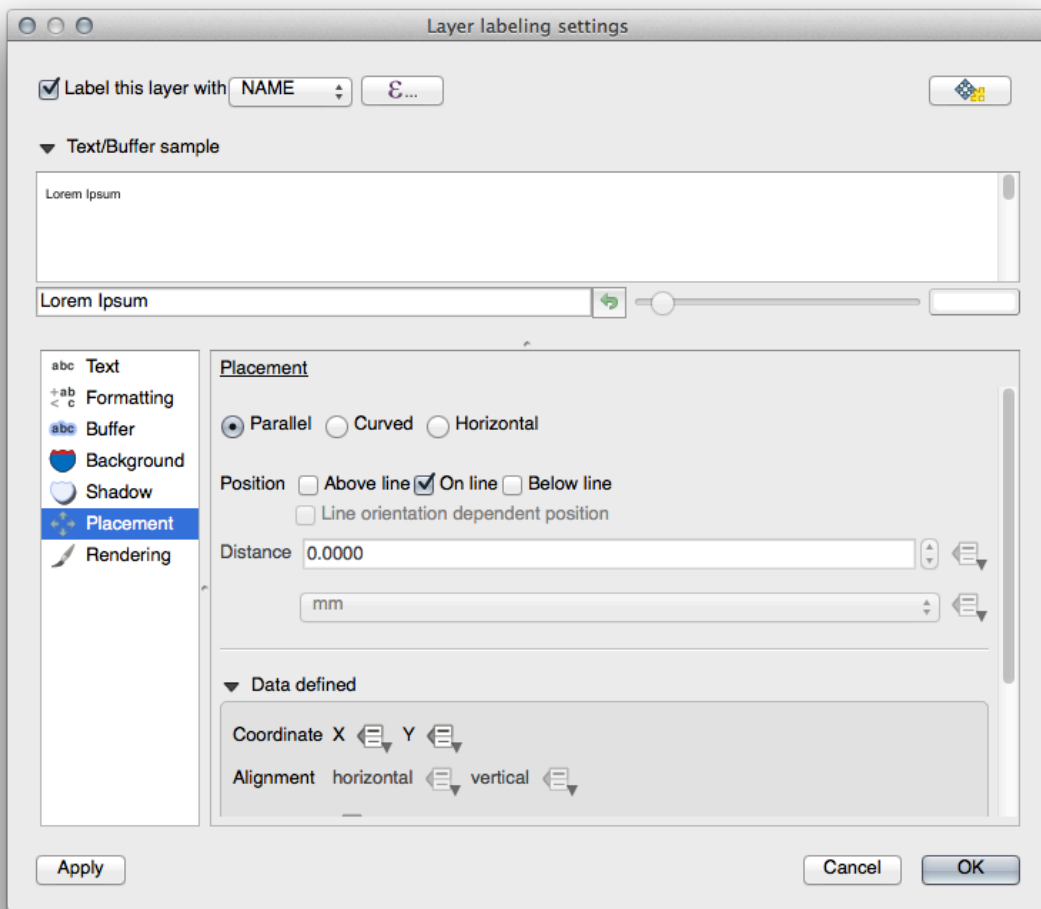 Layer labeling settings
Label this layer with NAME ε...
Text/Buffer sample
Lorem Ipsum
Lorem Ipsum
abc Text
+ab < c Formatting
abc Buffer
Background
Shadow
Placement
Rendering
Placement
Parallel Curved Horizontal
Position Above line On line Below line
Line orientation dependent position
Distance 0.0000
mm
Data defined
Coordinate X Y
Alignment horizontal vertical
Apply Cancel OK